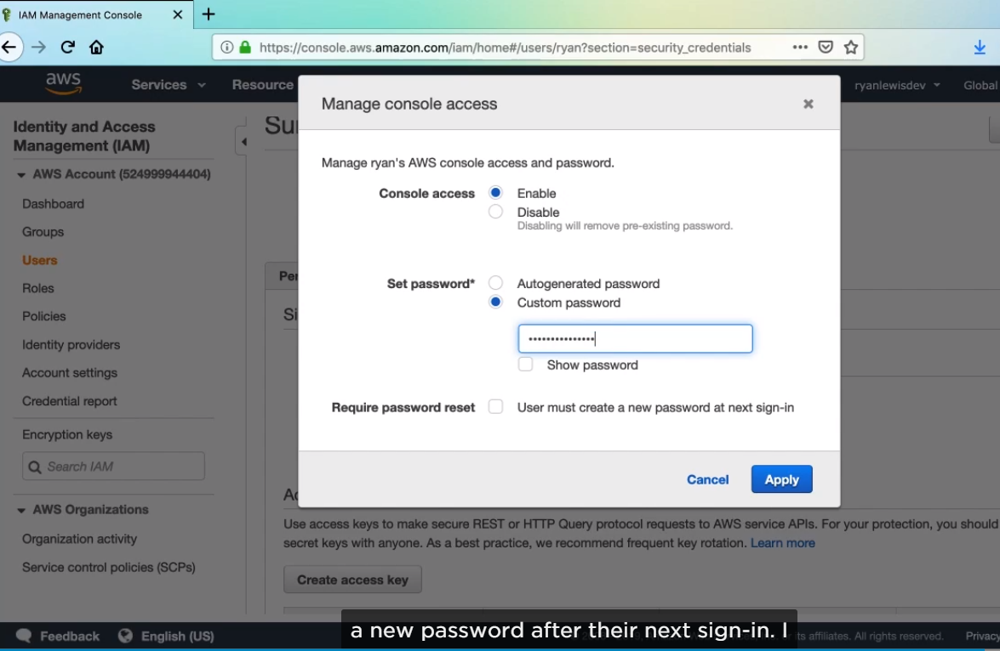 IAM Management Console
https://console.aws.amazon.com/iam/home#/users/ryan?section=security_credentials
aws
Services
Resource
ryanlewisdev
Global
Identity and Access
Management (IAM)
AWS Account (524999944404)
Dashboard
Groups
Users
Roles
Policies
Identity providers
Account settings
Credential report
Encryption keys
Search IAM
AWS Organizations
Organization activity
Service control policies (SCPs)
Manage console access
Manage ryan's AWS console access and password.
Console access
Enable
Disable
Disabling will remove pre-existing password.
Set password*
Autogenerated password
Custom password
Show password
Require password reset
User must create a new password at next sign-in
Cancel
Apply
Use access keys to make secure REST or HTTP Query protocol requests to AWS service APIs. For your protection, you should
secret keys with anyone. As a best practice, we recommend frequent key rotation. Learn more
Create access key
Feedback
English (US)
a new password after their next sign-in. I
its affiliates. All rights reserved.
Privacy